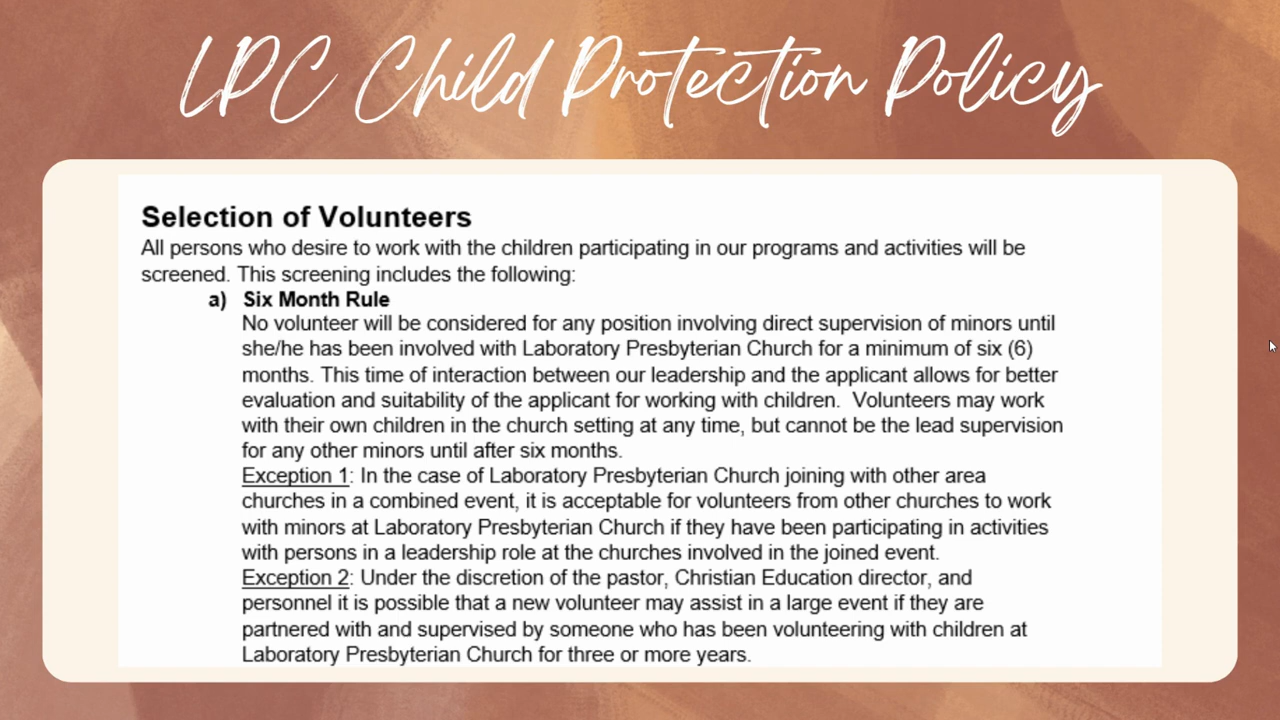 LPC Child Protection Policy
Selection of Volunteers
All persons who desire to work with the children participating in our programs and activities will be
screened. This screening includes the following:
a) Six Month Rule
No volunteer will be considered for any position involving direct supervision of minors until
she/he has been involved with Laboratory Presbyterian Church for a minimum of six (6)
months. This time of interaction between our leadership and the applicant allows for better
evaluation and suitability of the applicant for working with children.  Volunteers may work
with their own children in the church setting at any time, but cannot be the lead supervision
for any other minors until after six months.
Exception 1: In the case of Laboratory Presbyterian Church joining with other area
churches in a combined event, it is acceptable for volunteers from other churches to work
with minors at Laboratory Presbyterian Church if they have been participating in activities
with persons in a leadership role at the churches involved in the joined event.
Exception 2: Under the discretion of the pastor, Christian Education director, and
personnel it is possible that a new volunteer may assist in a large event if they are
partnered with and supervised by someone who has been volunteering with children at
Laboratory Presbyterian Church for three or more years.